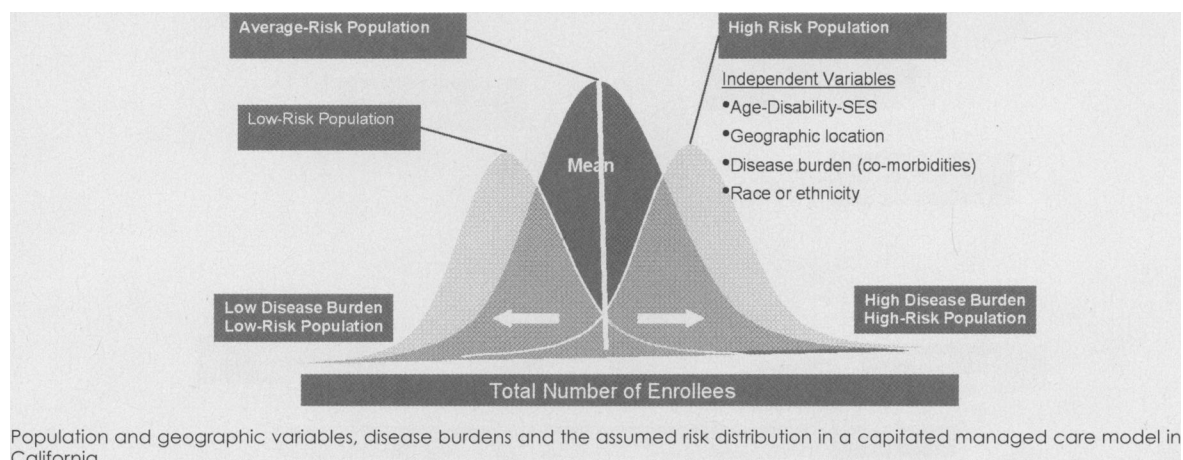 Average-Risk Population
High Risk Population
Low-Risk Population
Independent Variables
•Age-Disability-SES
•Geographic location
•Disease burden (co-morbidities)
•Race or ethnicity
Mean
Low Disease Burden
Low-Risk Population
High Disease Burden
High-Risk Population
Total Number of Enrollees
Population and geographic variables, disease burdens and the assumed risk distribution in a capitated managed care model in
California